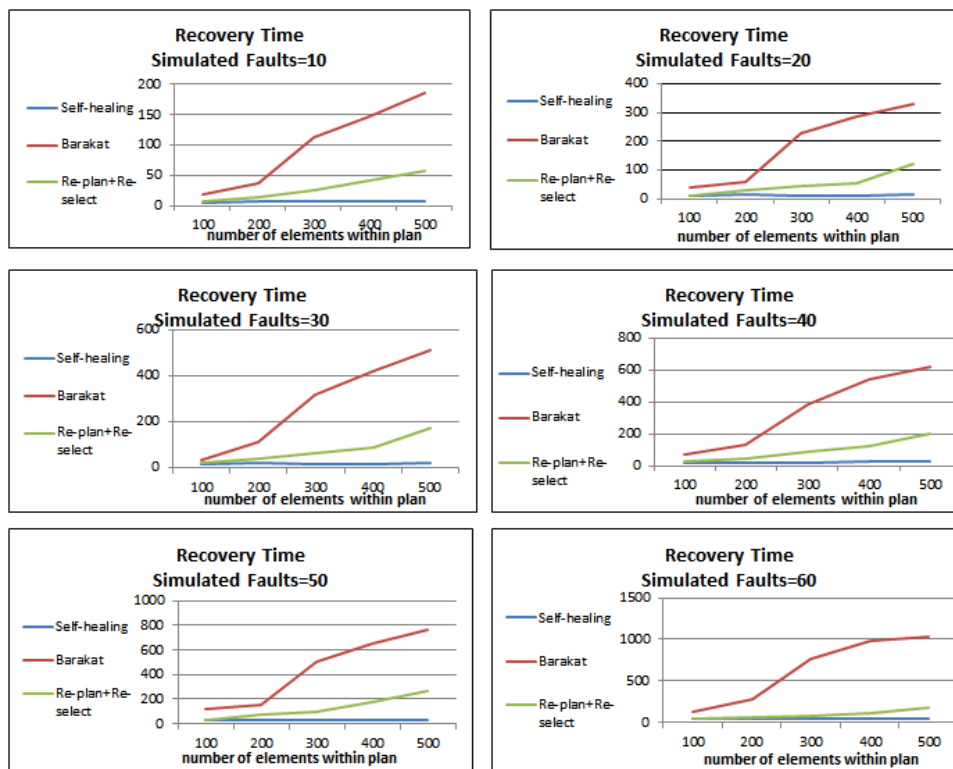 Recovery Time
Simulated Faults=10
200
150
100
50
0
Self-healing
Barakat
Re-plan+Re-
select
100 200 300 400 500
number of elements within plan
Recovery Time
Simulated Faults=20
400
300
200
100
0
Self-healing
Barakat
Re-plan+Re-
select
100 200 300 400 500
number of elements within plan
Recovery Time
Simulated Faults=30
600
400
200
0
Self-healing
Barakat
Re-plan+Re-
select
100 200 300 400 500
number of elements within plan
Recovery Time
Simulated Faults=40
800
600
400
200
0
Self-healing
Barakat
Re-plan+Re-
select
100 200 300 400 500
number of elements within plan
Recovery Time
Simulated Faults=50
1000
800
600
400
200
0
Self-healing
Barakat
Re-plan+Re-
select
100 200 300 400 500
number of elements within plan
Recovery Time
Simulated Faults=60
1500
1000
500
0
Self-healing
Barakat
Re-plan+Re-
select
100 200 300 400 500
number of elements within plan